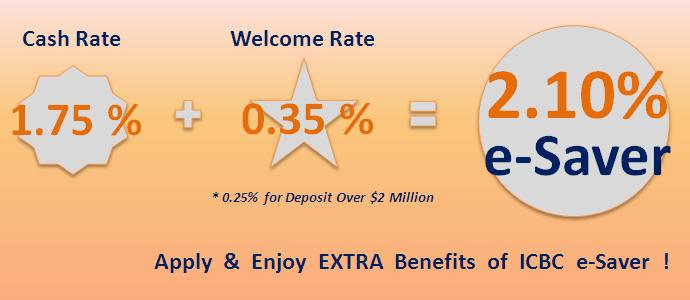 Cash Rate Welcome Rate
1.75 % + 0.35 % = 2.10%
e-Saver
* 0.25% for Deposit Over $2 Million
Apply & Enjoy EXTRA Benefits of ICBC e-Saver !